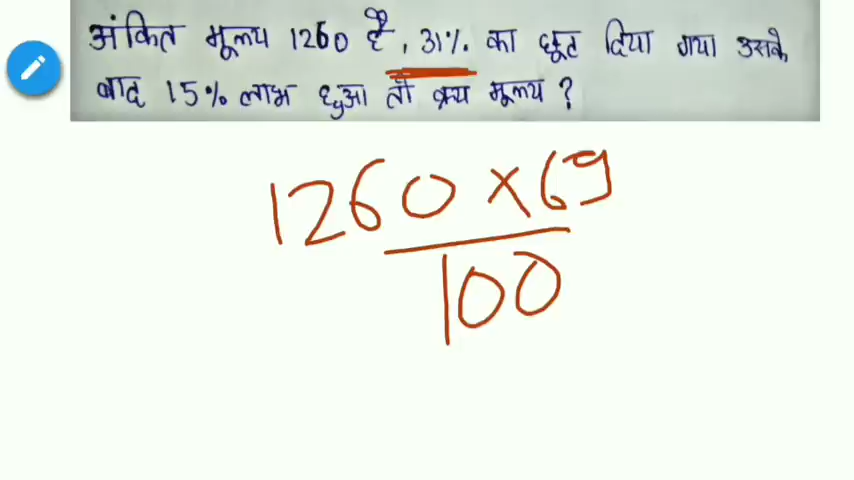 अंकित मूल्य 1260 है, 31% का छूट दिया गया उसके
बाद 15% लाभ हुआ तो क्रय मूल्य ?
1260 × 69
100